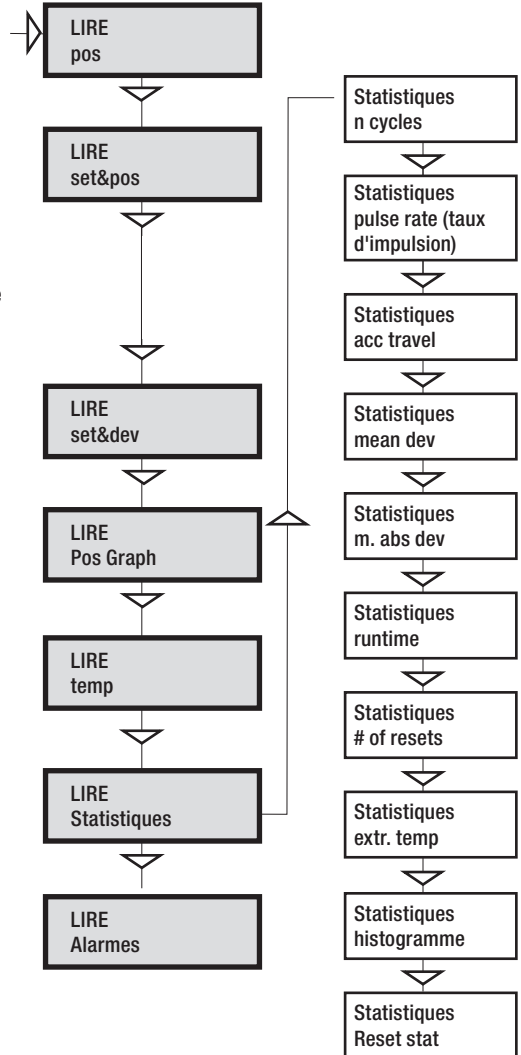 LIRE
pos
LIRE
set&pos
LIRE
set&dev
LIRE
Pos Graph
LIRE
temp
LIRE
Statistiques
LIRE
Alarmes
Statistiques
n cycles
Statistiques
pulse rate (taux
d'impulsion)
Statistiques
acc travel
Statistiques
mean dev
Statistiques
m. abs dev
Statistiques
runtime
Statistiques
# of resets
Statistiques
extr. temp
Statistiques
histogramme
Statistiques
Reset stat